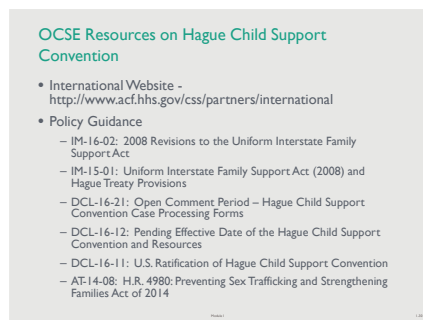 OCSE Resources on Hague Child Support
Convention
• International Website -
http://www.acf.hhs.gov/css/partners/international
• Policy Guidance
– IM-16-02: 2008 Revisions to the Uniform Interstate Family
Support Act
– IM-15-01: Uniform Interstate Family Support Act (2008) and
Hague Treaty Provisions
– DCL-16-21: Open Comment Period – Hague Child Support
Convention Case Processing Forms
– DCL-16-12: Pending Effective Date of the Hague Child Support
Convention and Resources
– DCL-16-11: U.S. Ratification of Hague Child Support Convention
– AT-14-08: H.R. 4980: Preventing Sex Trafficking and Strengthening
Families Act of 2014